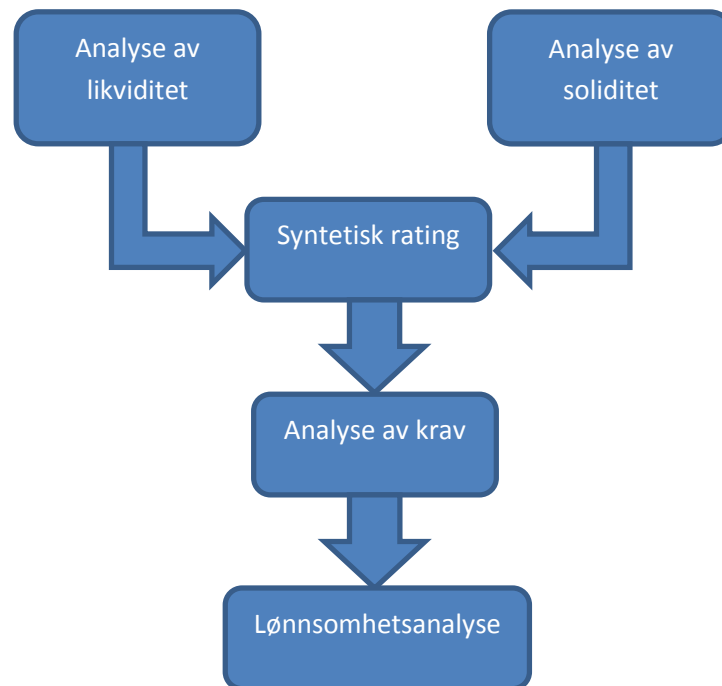 Analyse av
likviditet
Analyse av
soliditet
Syntetisk rating
Analyse av krav
Lønnsomhetsanalyse